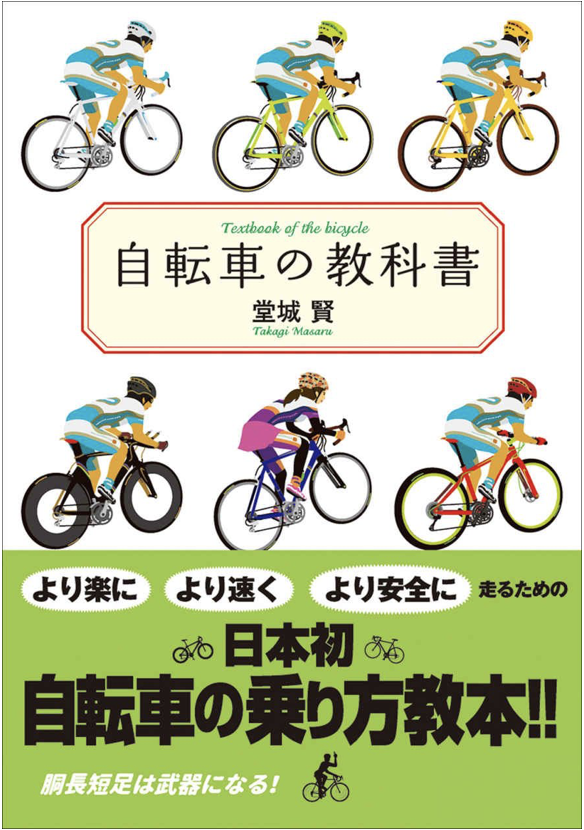 Textbook of the bicycle
自転車の教科書
堂城 賢
Takagi Masaru
より楽に より速く より安全に 走るための
日本初
自転車の乗り方教本!!
胴長短足は武器になる!